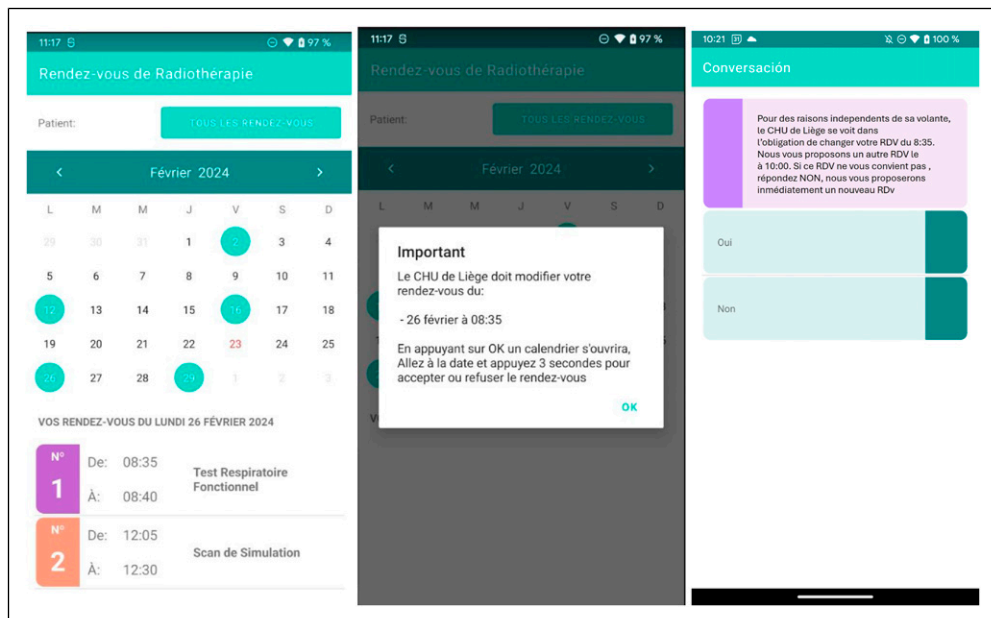 11:17
97 %
Rendez-vous de Radiothérapie
Patient:
TOUS LES RENDEZ-VOUS
< Février 2024 >
L M M J V S D
29 30 31 1 2 3 4
5 6 7 8 9 10 11
12 13 14 15 16 17 18
19 20 21 22 23 24 25
26 27 28 29 1 2 3
VOS RENDEZ-VOUS DU LUNDI 26 FÉVRIER 2024
N° 1
De: 08:35
À: 08:40
Test Respiratoire
Fonctionnel
N° 2
De: 12:05
À: 12:30
Scan de Simulation
11:17
97 %
Rendez-vous de Radiothérapie
Patient:
TOUS LES RENDEZ-VOUS
< Février 2024 >
L M M J V S D
Important
Le CHU de Liège doit modifier votre
rendez-vous du:
- 26 février à 08:35
En appuyant sur OK un calendrier s'ouvrira,
Allez à la date et appuyez 3 secondes pour
accepter ou refuser le rendez-vous
OK
V
10:21 31
100 %
Conversación
Pour des raisons independents de sa volante,
le CHU de Liège se voit dans
l'obligation de changer votre RDV du 8:35.
Nous vous proposons un autre RDV le
à 10:00. Si ce RDV ne vous convient pas ,
répondez NON, nous vous proposerons
inmédiatement un nouveau RDv
Oui
Non